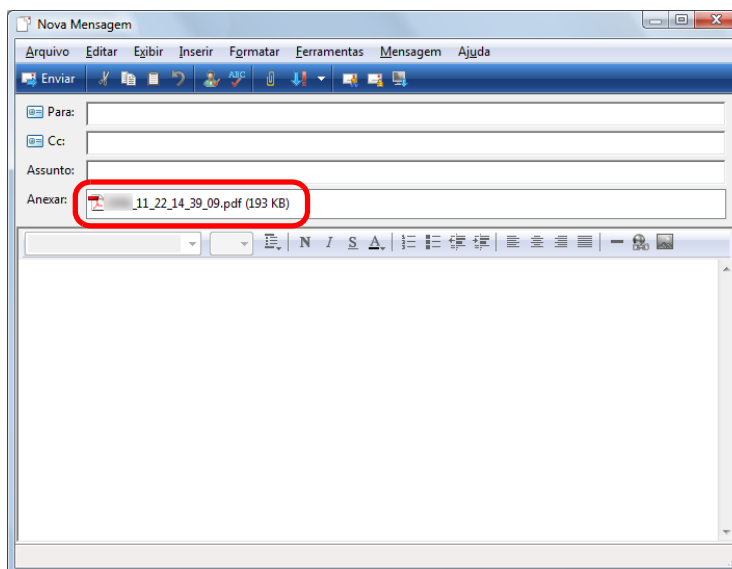 Nova Mensagem
Arquivo Editar Exibir Inserir Formatar Ferramentas Mensagem Ajuda
Enviar ABC
Para:
Cc:
Assunto:
Anexar: _11_22_14_39_09.pdf (193 KB)
N I S A